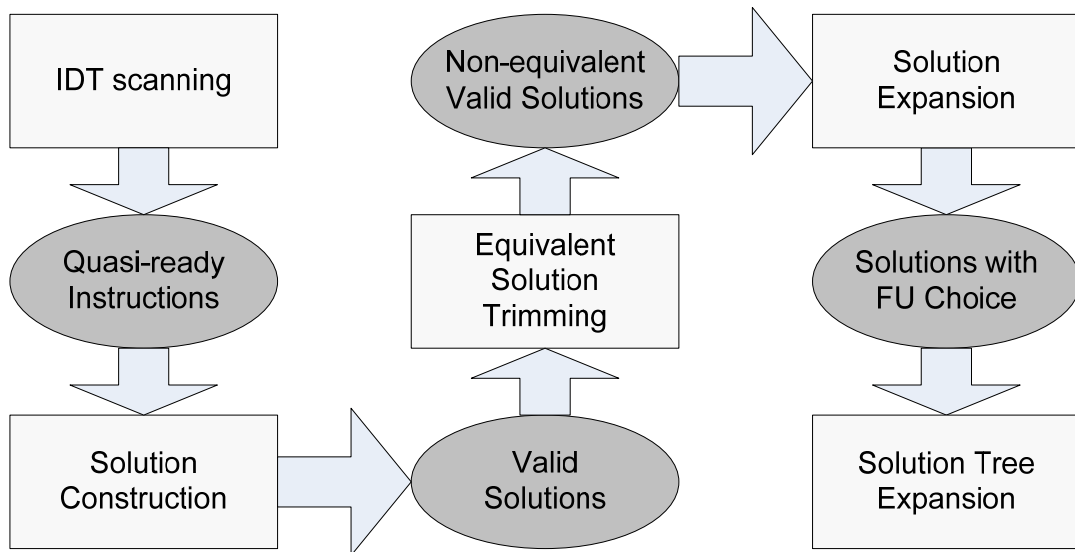 IDT scanning
Quasi-ready
Instructions
Solution
Construction
Valid
Solutions
Equivalent
Solution
Trimming
Non-equivalent
Valid Solutions
Solution
Expansion
Solutions with
FU Choice
Solution Tree
Expansion